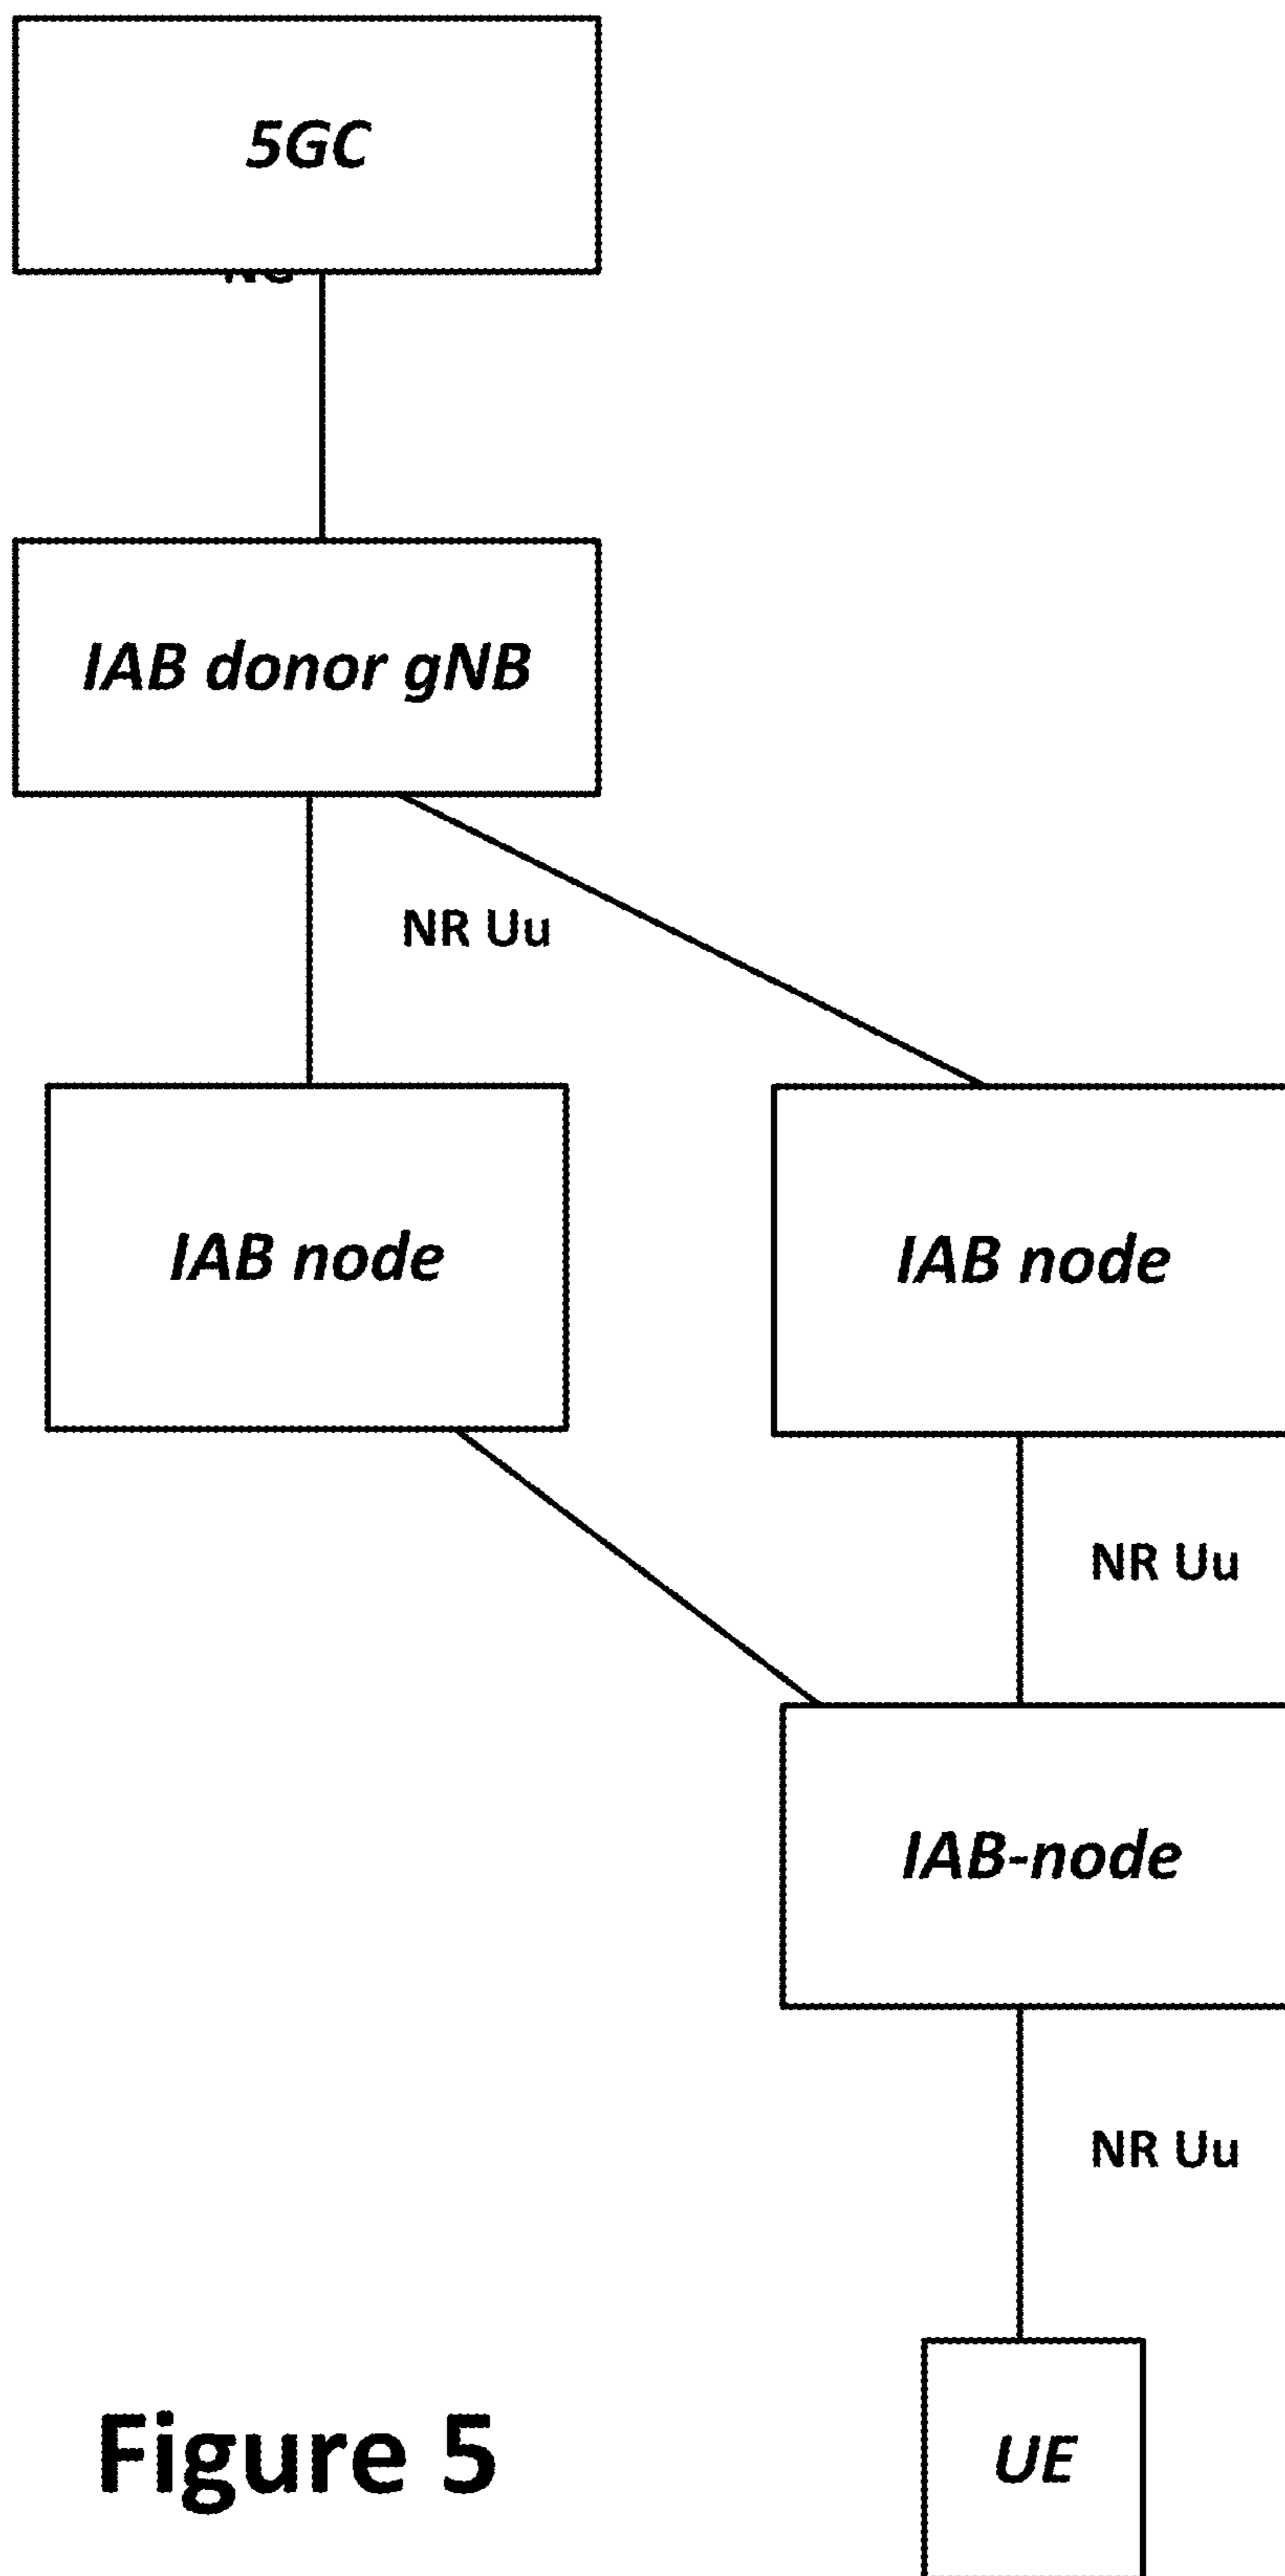 5GC
IAB donor gNB
NR Uu
IAB node
IAB node
NR Uu
IAB-node
NR Uu
UE
Figure 5